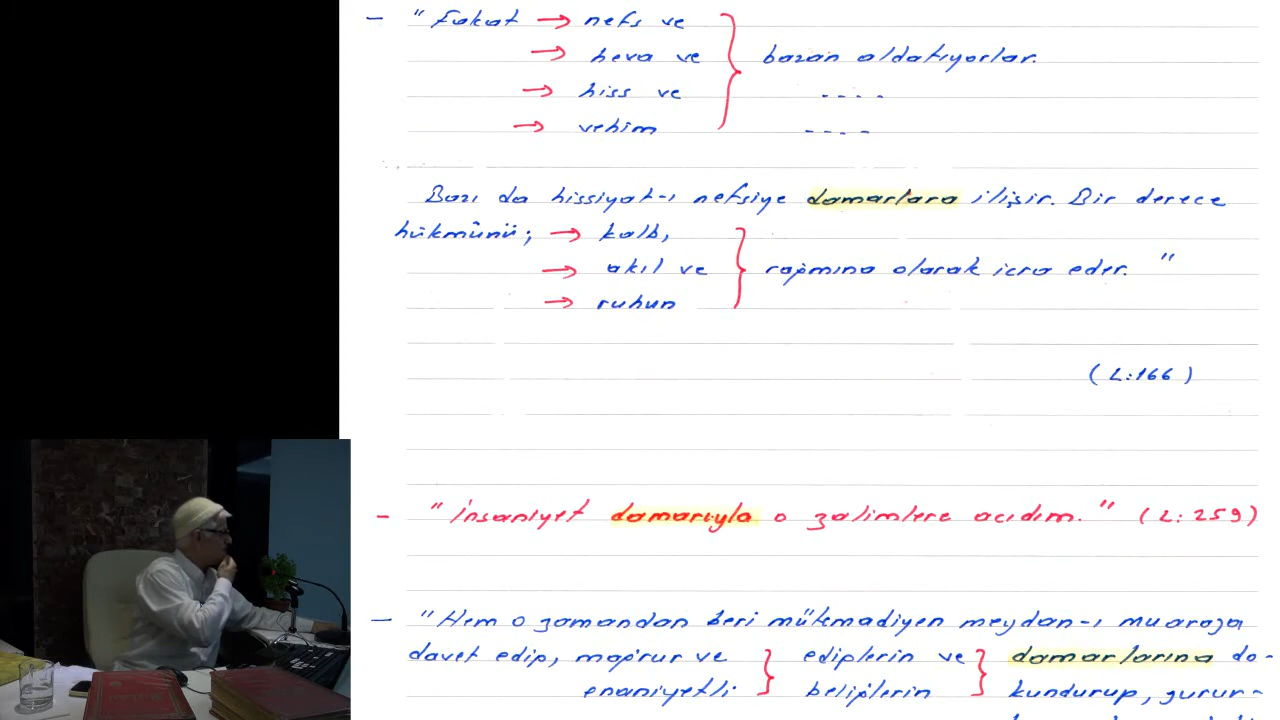 - "Fakat → nefs ve
→ heva ve } bazan aldatıyorlar.
→ hiss ve ----
→ vehim ----
Bazı da hissiyat-ı nefsiye damarlara ilişir. Bir derece
hükmünü; → kalb,
→ akıl ve } rağmına olarak icra eder. "
→ ruhun
(L:166)
- "İnsaniyet damarıyla o zalimlere acıdım." (L: 259)
- "Hem o zamandan beri mütemadiyen meydan-ı muaraza
davet edip, mağrur ve } ediplerin ve } damarlarına do-
enaniyetli beliğlerin kundurup, gurur-